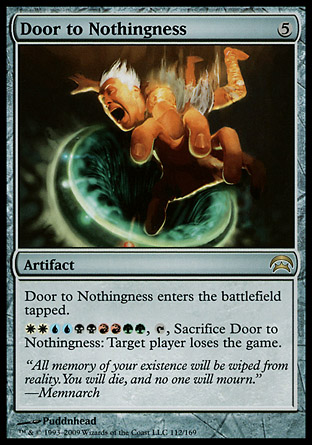 Door to Nothingness 5
Artifact
Door to Nothingness enters the battlefield
tapped.
, , Sacrifice Door to
Nothingness: Target player loses the game.
"All memory of your existence will be wiped from
reality. You will die, and no one will mourn."
—Memnarch
Puddnhead
™ & © 1993–2009 Wizards of the Coast LLC 112/169